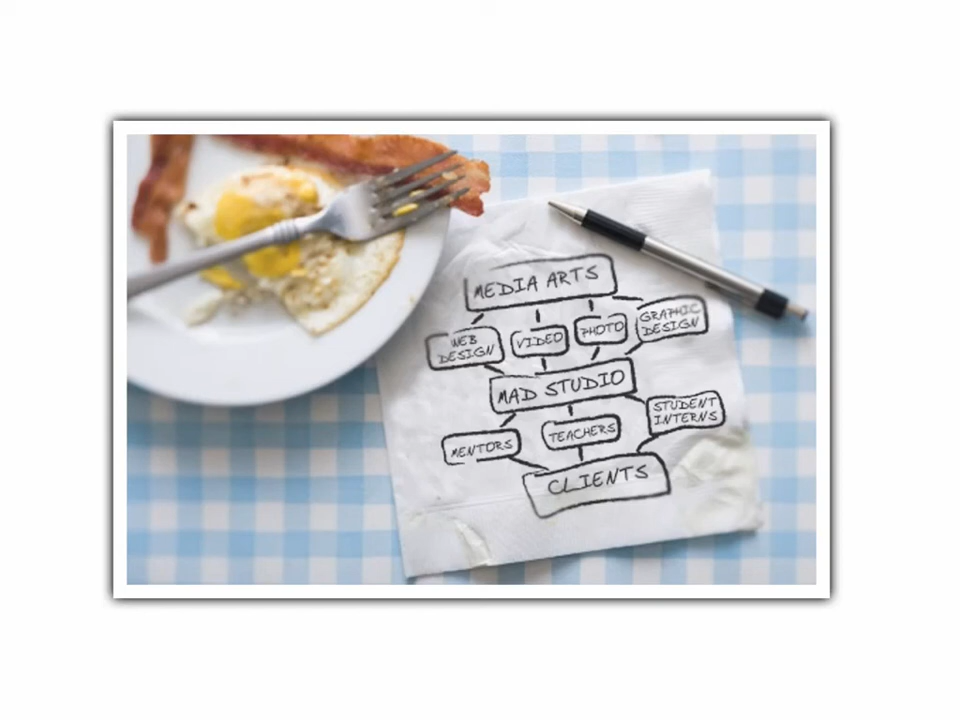 MEDIA ARTS
WEB
DESIGN
VIDEO
PHOTO
GRAPHIC
DESIGN
MAD STUDIO
MENTORS
TEACHERS
STUDENT
INTERNS
CLIENTS